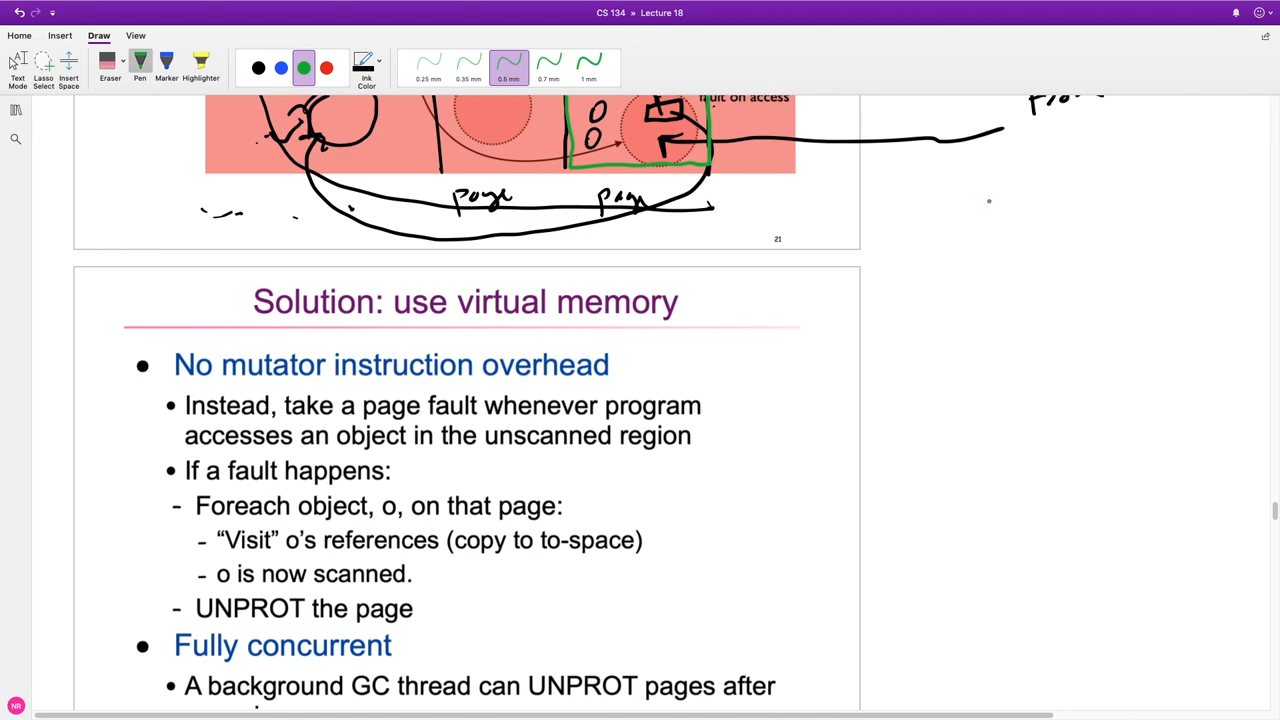 CS 134 » Lecture 18
Home Insert Draw View
Text Mode
Lasso Select
Insert Space
Eraser
Pen
Marker
Highlighter
Ink Color
0.25 mm
0.35 mm
0.5 mm
0.7 mm
1 mm
fault on access
page page
21
Solution: use virtual memory
● No mutator instruction overhead
• Instead, take a page fault whenever program
accesses an object in the unscanned region
• If a fault happens:
- Foreach object, o, on that page:
- “Visit” o’s references (copy to to-space)
- o is now scanned.
- UNPROT the page
● Fully concurrent
• A background GC thread can UNPROT pages after
NR